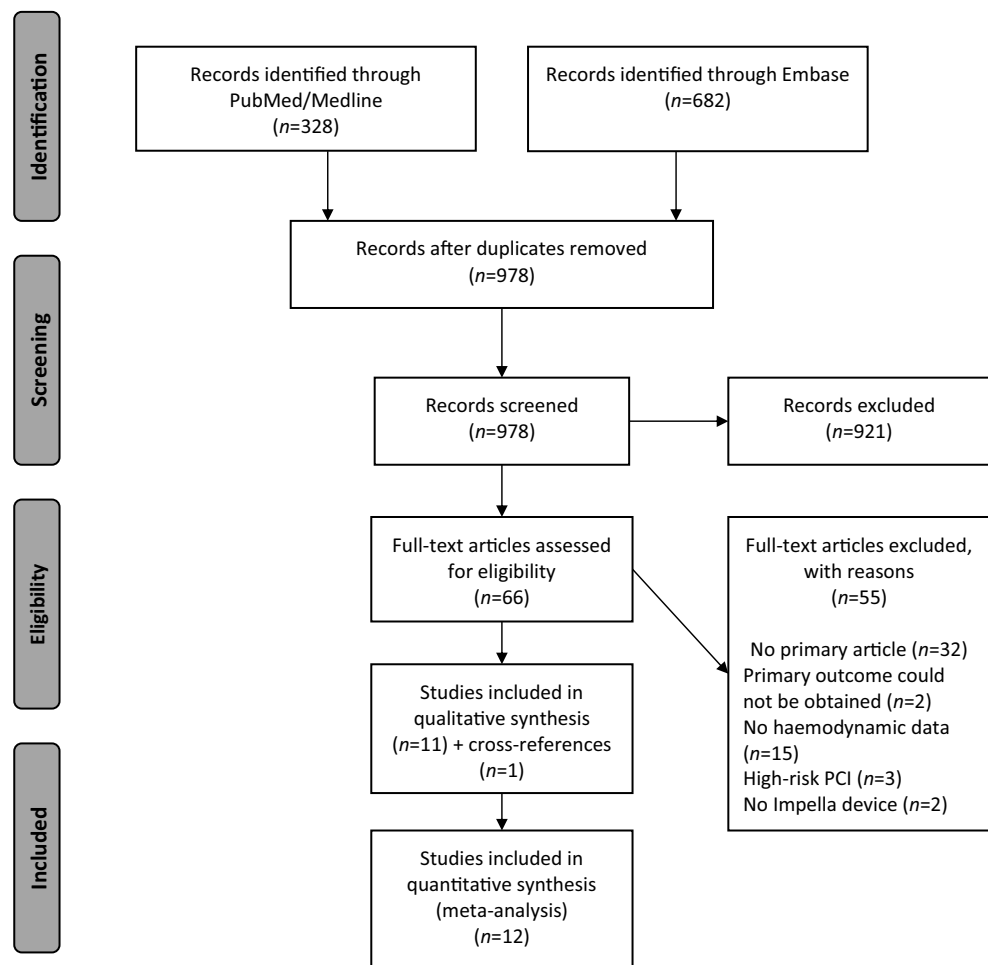 Identification
Records identified through
PubMed/Medline
(n=328)
Records identified through Embase
(n=682)
Records after duplicates removed
(n=978)
Screening
Records screened
(n=978)
Records excluded
(n=921)
Eligibility
Full-text articles assessed
for eligibility
(n=66)
Full-text articles excluded,
with reasons
(n=55)
No primary article (n=32)
Primary outcome could
not be obtained (n=2)
No haemodynamic data
(n=15)
High-risk PCI (n=3)
No Impella device (n=2)
Studies included in
qualitative synthesis
(n=11) + cross-references
(n=1)
Included
Studies included in
quantitative synthesis
(meta-analysis)
(n=12)